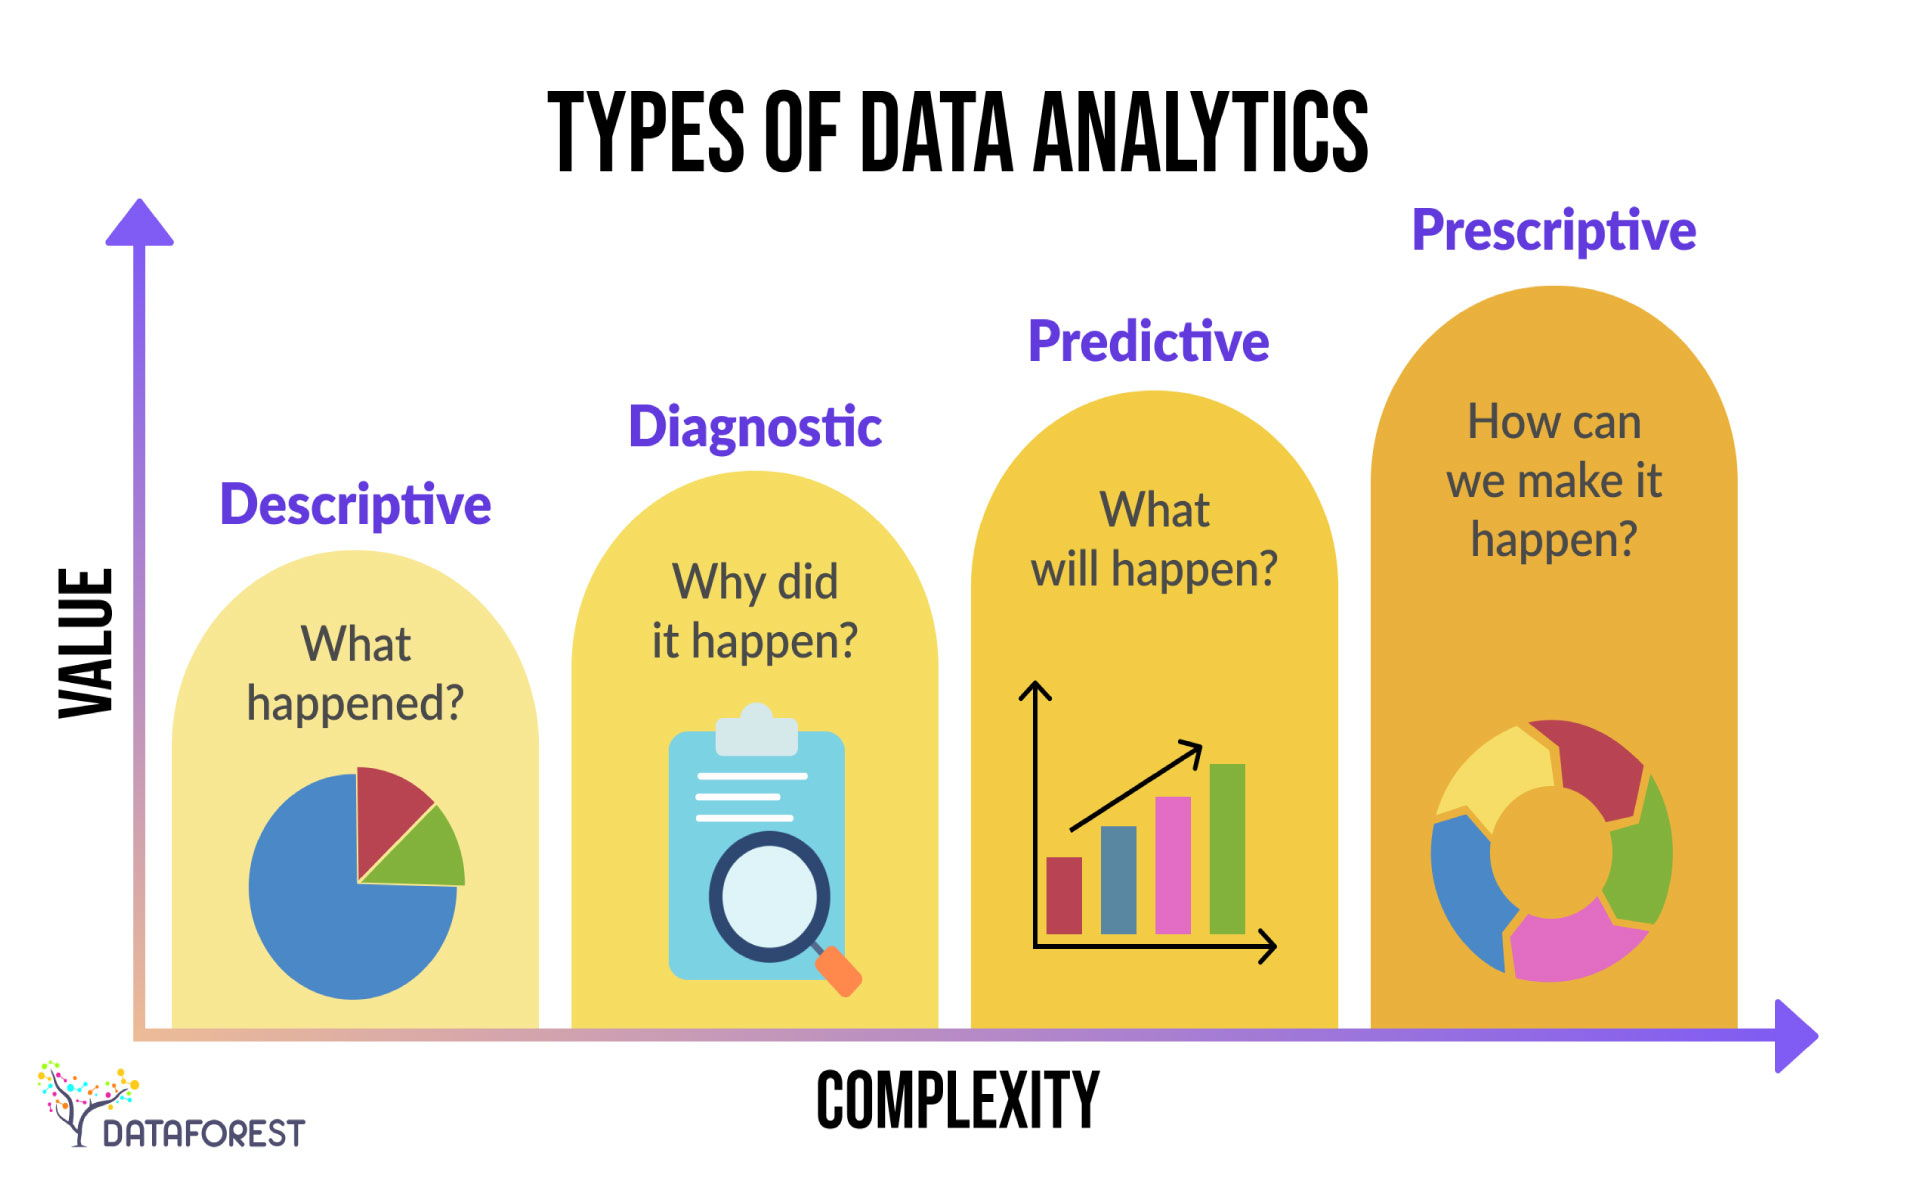 TYPES OF DATA ANALYTICS
Prescriptive
Predictive
Diagnostic
Descriptive
How can
we make it
happen?
What
will happen?
Why did
it happen?
What
happened?
VALUE
COMPLEXITY
DATAFOREST